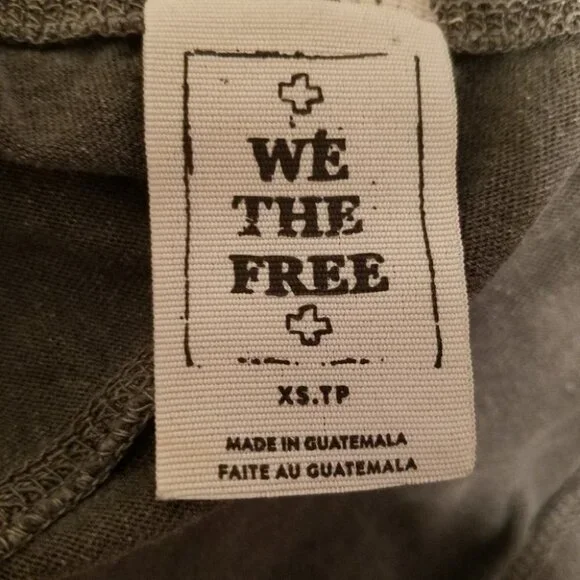 WE
THE
FREE
XS.TP
MADE IN GUATEMALA
FAITE AU GUATEMALA